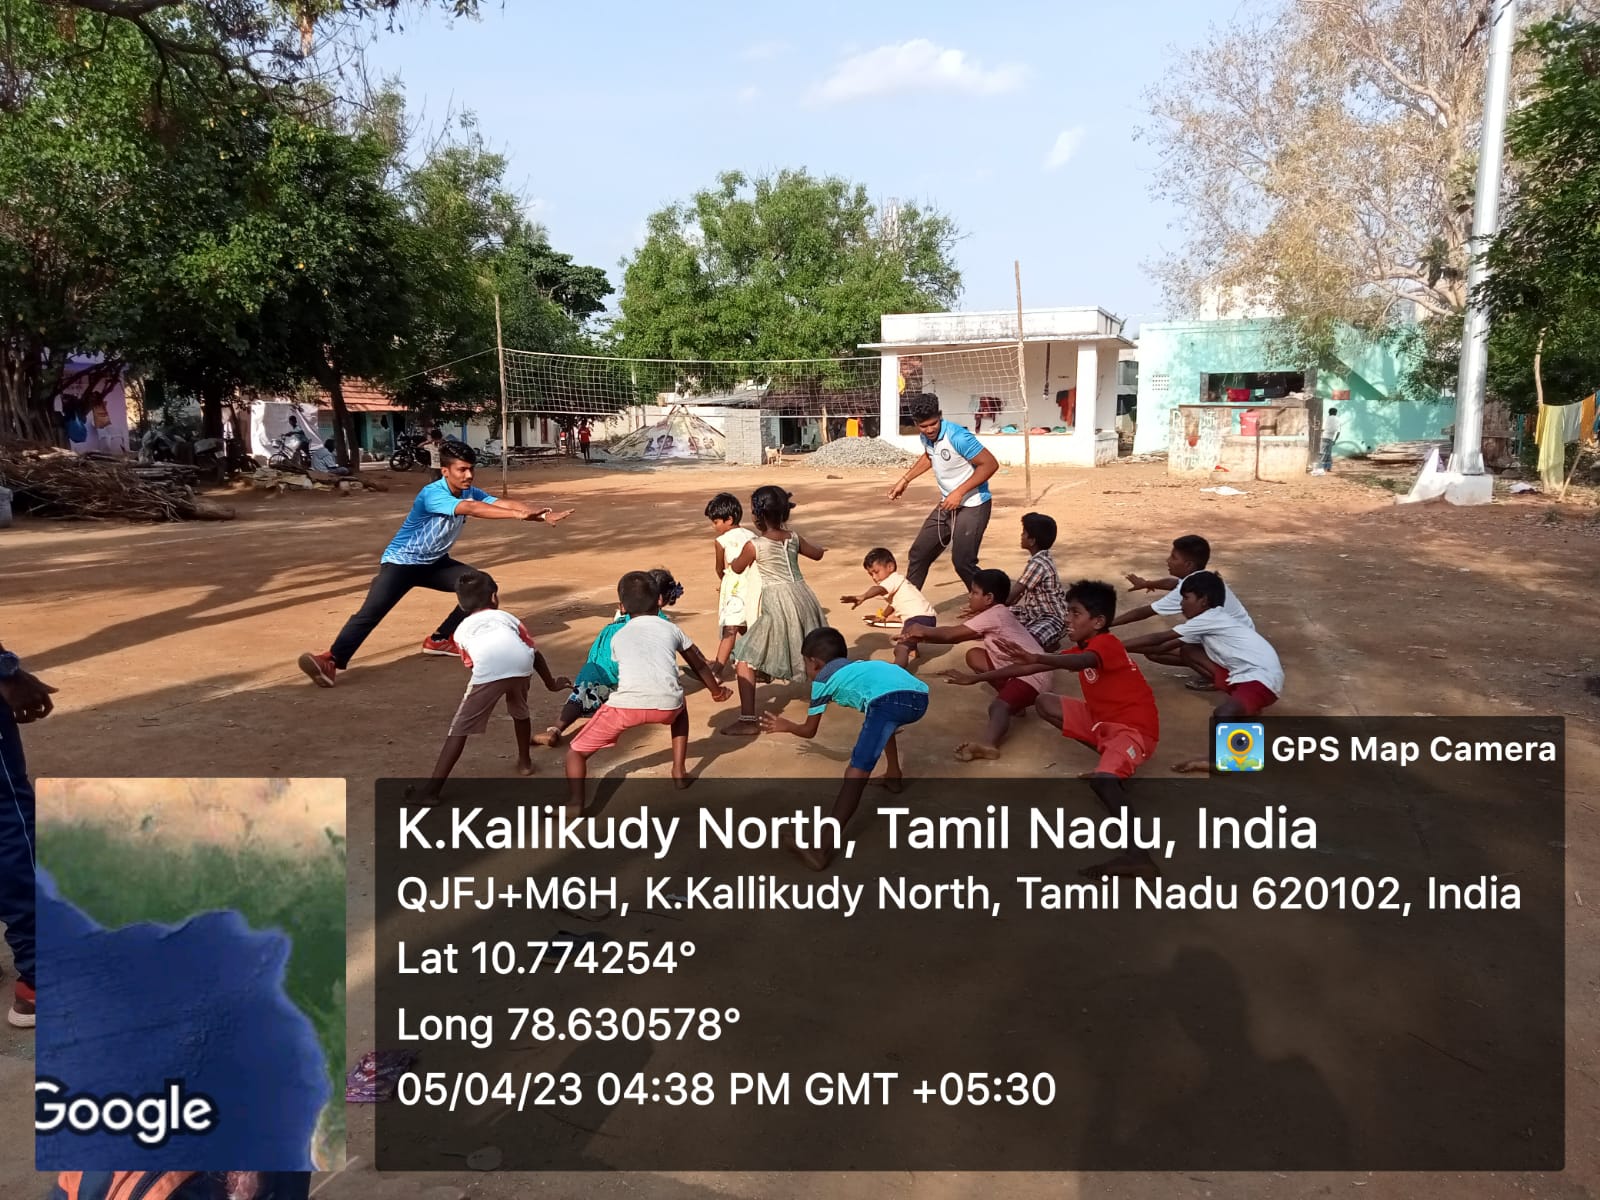 GPS Map Camera
K.Kallikudy North, Tamil Nadu, India
QJFJ+M6H, K.Kallikudy North, Tamil Nadu 620102, India
Lat 10.774254°
Long 78.630578°
05/04/23 04:38 PM GMT +05:30
Google